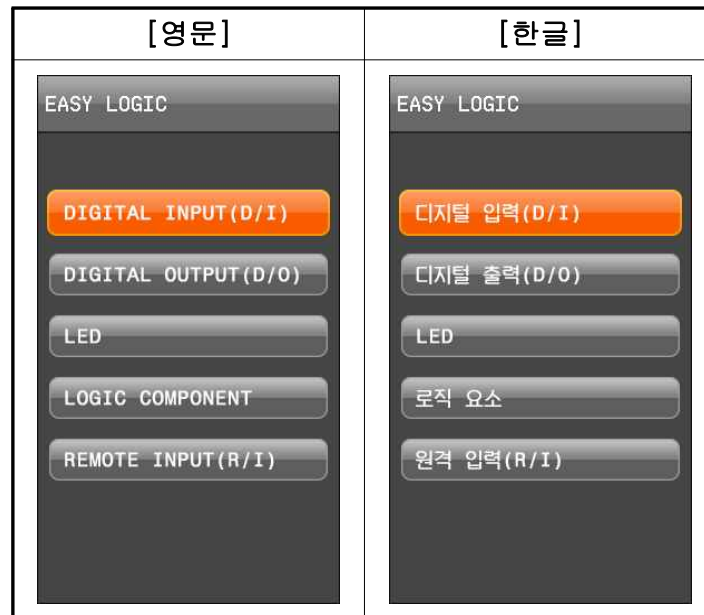 [영문]
[한글]
EASY LOGIC
DIGITAL INPUT(D/I)
DIGITAL OUTPUT(D/O)
LED
LOGIC COMPONENT
REMOTE INPUT(R/I)
EASY LOGIC
디지털 입력(D/I)
디지털 출력(D/O)
LED
로직 요소
원격 입력(R/I)